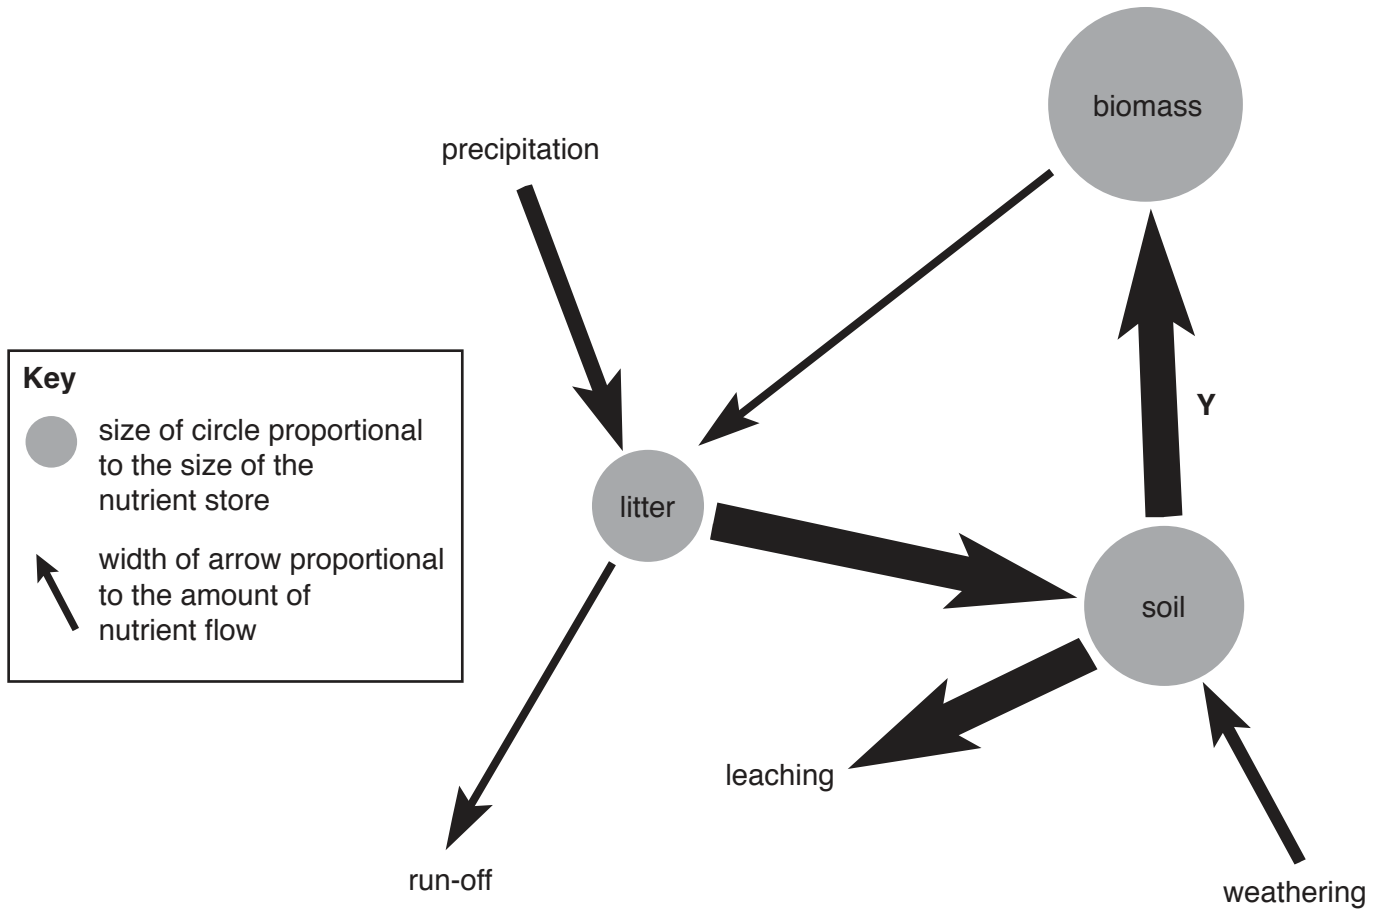 biomass
precipitation
Key
size of circle proportional
to the size of the
nutrient store
width of arrow proportional
to the amount of
nutrient flow
Y
litter
soil
leaching
run-off
weathering